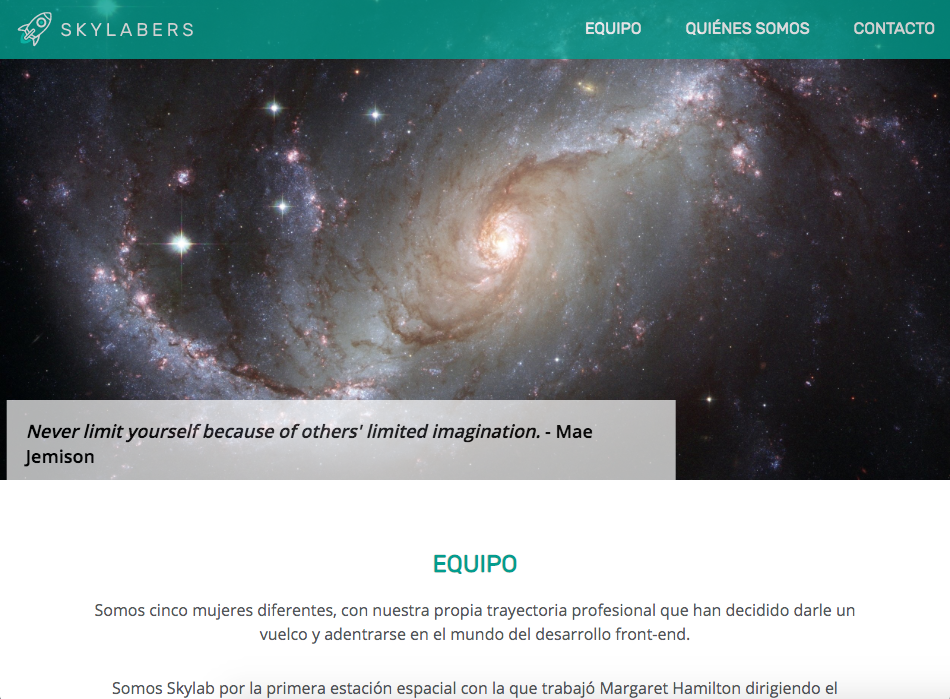 SKYLABERS
EQUIPO QUIÉNES SOMOS CONTACTO
Never limit yourself because of others' limited imagination. - Mae
Jemison
EQUIPO
Somos cinco mujeres diferentes, con nuestra propia trayectoria profesional que han decidido darle un
vuelco y adentrarse en el mundo del desarrollo front-end.
Somos Skylab por la primera estación espacial con la que trabajó Margaret Hamilton dirigiendo el